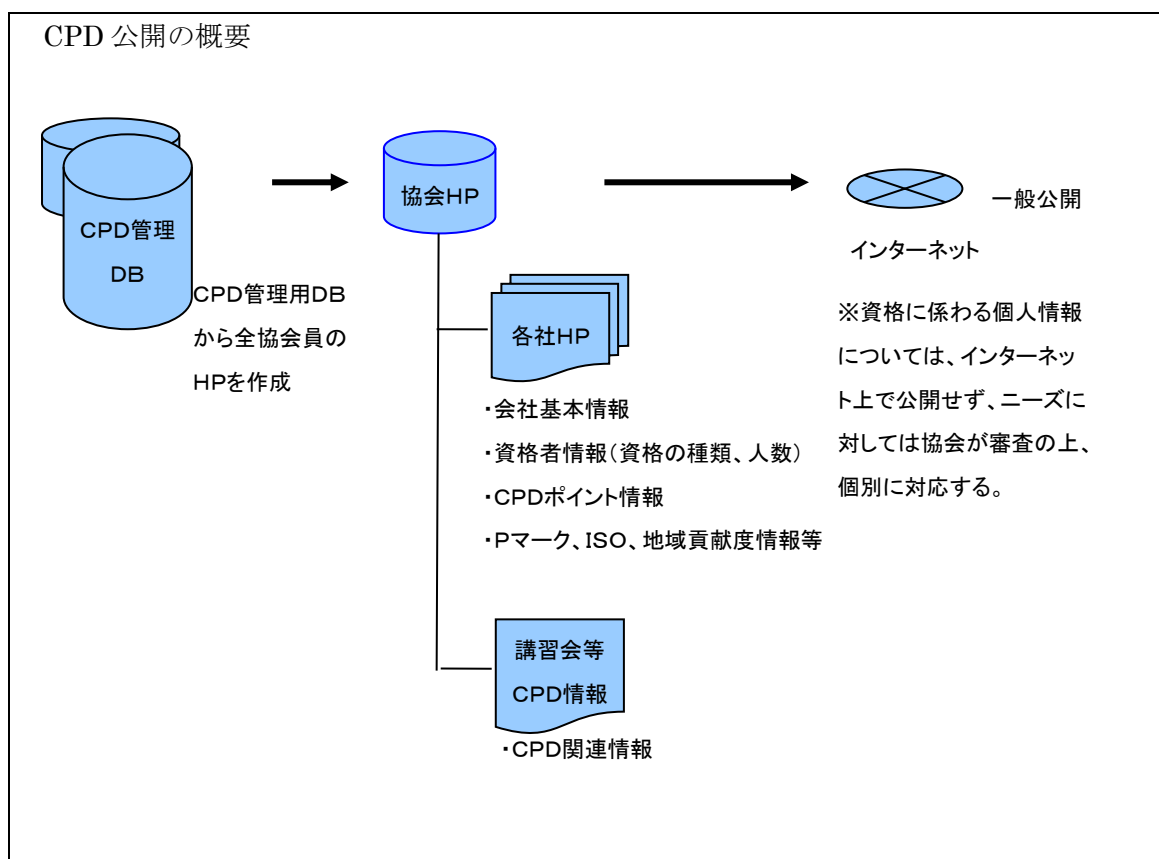 CPD 公開の概要
CPD管理
DB
CPD管理用DB
から全協会員の
HPを作成
協会HP
各社HP
・会社基本情報
・資格者情報(資格の種類、人数)
・CPDポイント情報
・Pマーク、ISO、地域貢献度情報等
講習会等
CPD情報
・CPD関連情報
一般公開
インターネット
※資格に係わる個人情報
については、インターネッ
ト上で公開せず、ニーズに
対しては協会が審査の上、
個別に対応する。